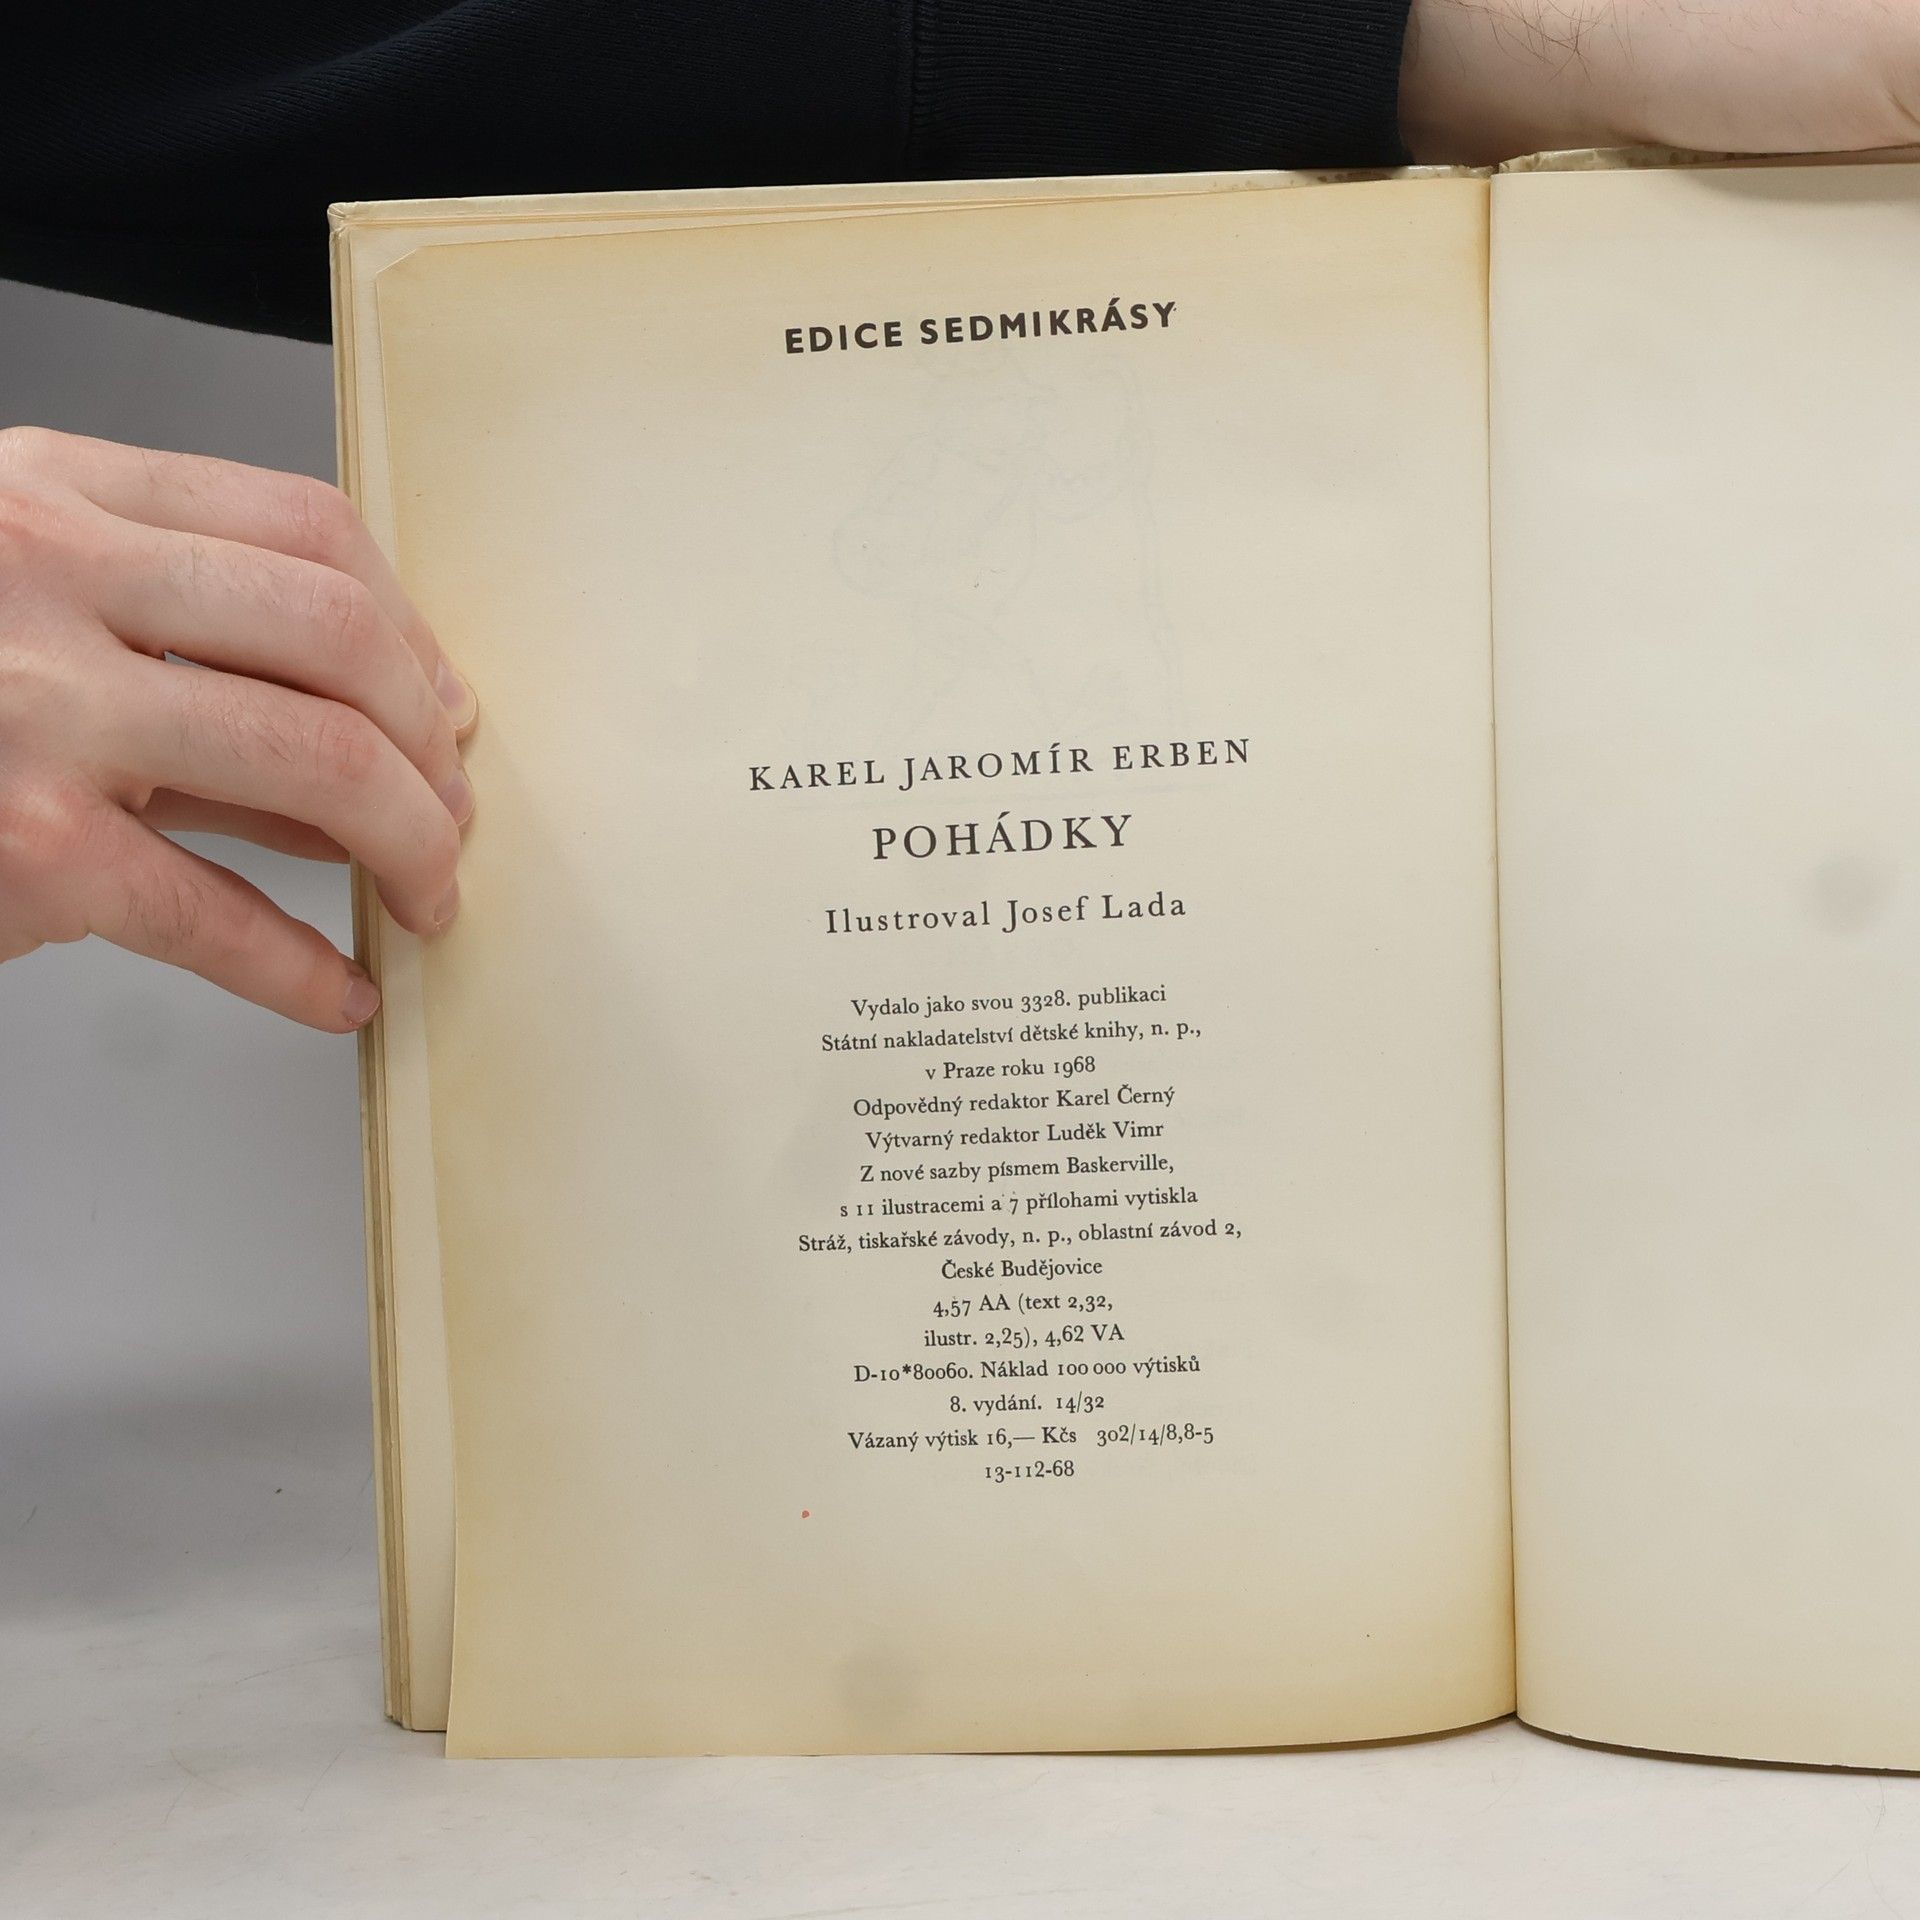 EDICE SEDMIKRÁSY
KAREL JAROMÍR ERBEN
POHÁDKY
Ilustroval Josef Lada
Vydalo jako svou 3328. publikaci
Státní nakladatelství dětské knihy, n. p.,
v Praze roku 1968
Odpovědný redaktor Karel Černý
Výtvarný redaktor Luděk Vimr
Z nové sazby písmem Baskerville,
s 11 ilustracemi a 7 přílohami vytiskla
Stráž, tiskařské závody, n. p., oblastní závod 2,
České Budějovice
4,57 AA (text 2,32,
ilustr. 2,25), 4,62 VA
D-10*80060. Náklad 100 000 výtisků
8. vydání. 14/32
Vázaný výtisk 16,— Kčs 302/14/8,8-5
13-112-68